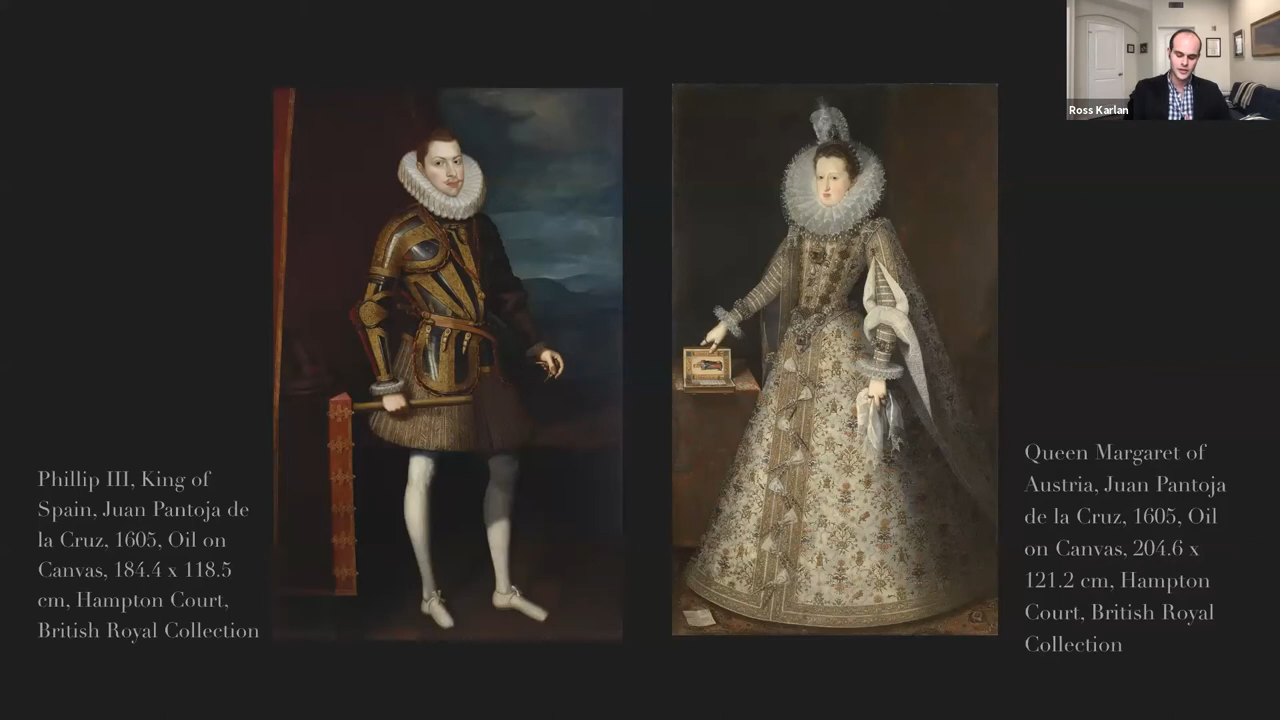 Ross Karlan
Phillip III, King of
Spain, Juan Pantoja de
la Cruz, 1605, Oil on
Canvas, 184.4 x 118.5
cm, Hampton Court,
British Royal Collection
Queen Margaret of
Austria, Juan Pantoja
de la Cruz, 1605, Oil
on Canvas, 204.6 x
121.2 cm, Hampton
Court, British Royal
Collection